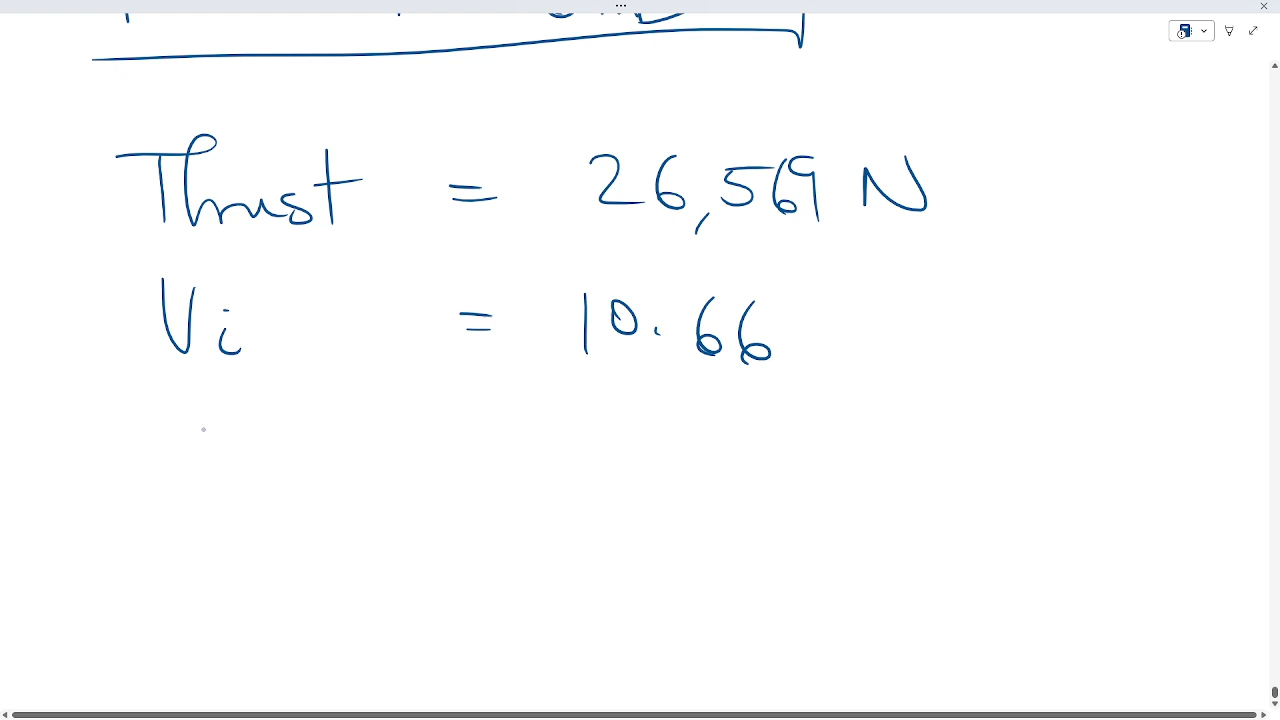 Thrust = 26,569 N
Vi = 10.66